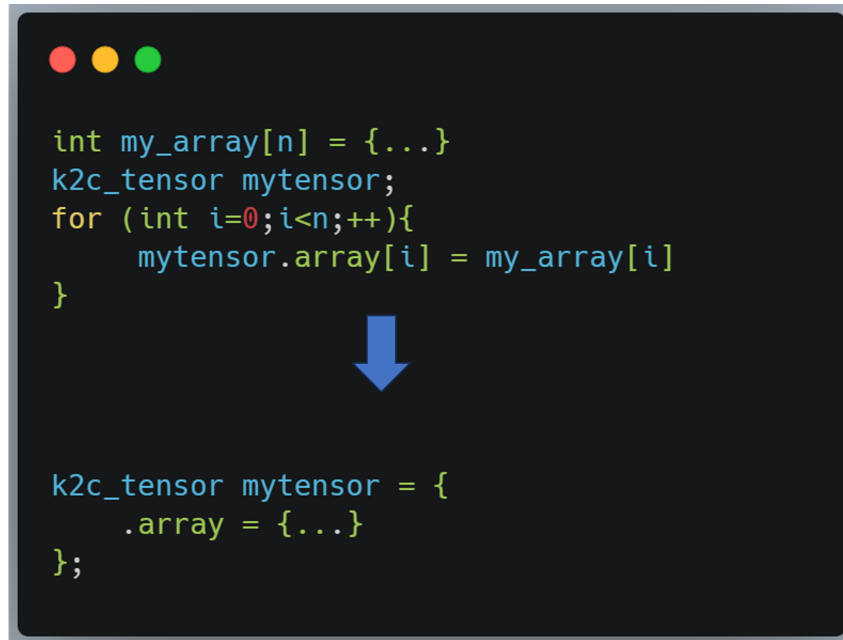 int my_array[n] = {...}
k2c_tensor mytensor;
for (int i=0;i<n;++){
mytensor.array[i] = my_array[i]
}
k2c_tensor mytensor = {
.array = {...}
};